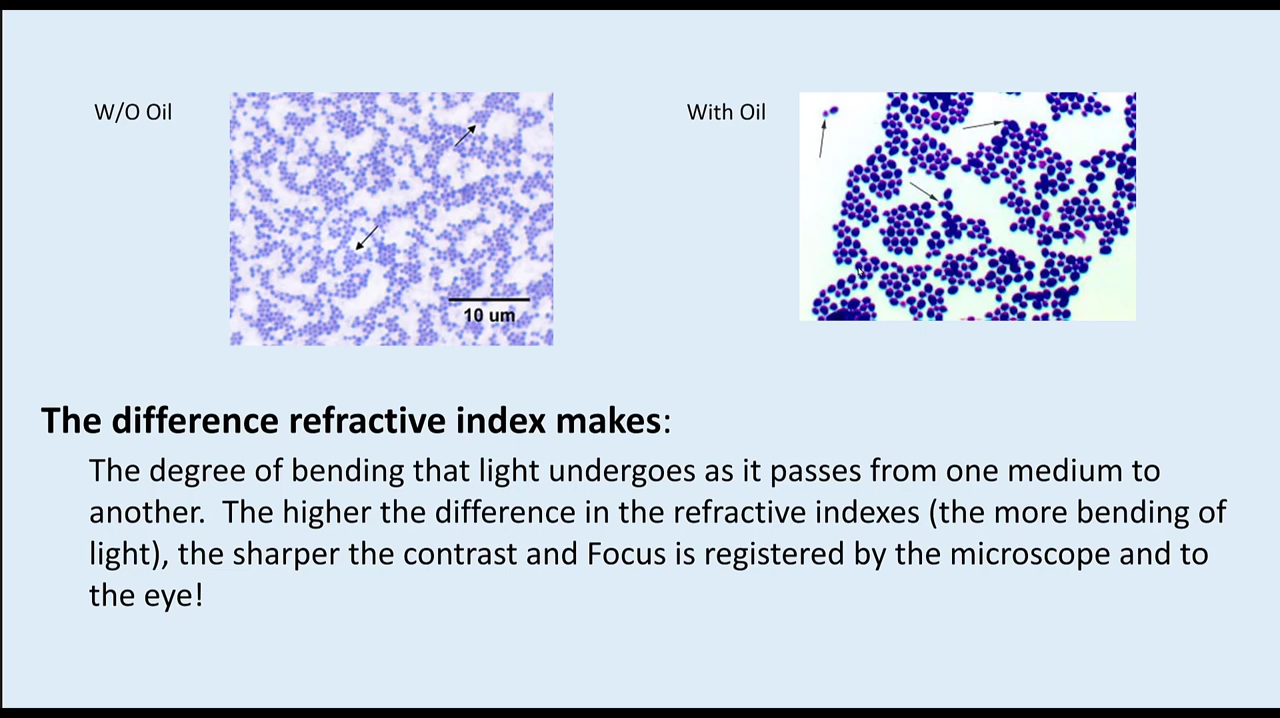 W/O Oil
With Oil
10 um
The difference refractive index makes:
The degree of bending that light undergoes as it passes from one medium to
another.  The higher the difference in the refractive indexes (the more bending of
light), the sharper the contrast and Focus is registered by the microscope and to
the eye!